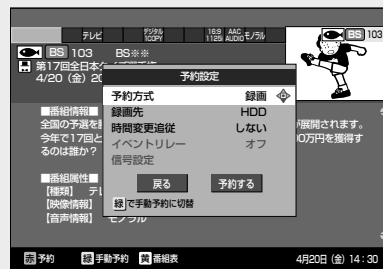 テレビ デジタル 1COPY 16:9 1125i AAC AUDIO モノラル BS 103
BS 103 BS※※
第17回全日本
4/20（金）20
予約設定
予約方式 録画
録画先 HDD
時間変更追従 しない
イベントリレー オフ
信号設定
戻る 予約する
緑 で手動予約に切替
■番組情報■
全国の予選を 展開されます。
今年で17回と 00万円を獲得す
るのは誰か？
■番組属性■
【種類】 テレ
【映像情報】
【音声情報】 モノラル
赤 予約 緑 手動予約 黄 番組表 4月20日（金）14：30